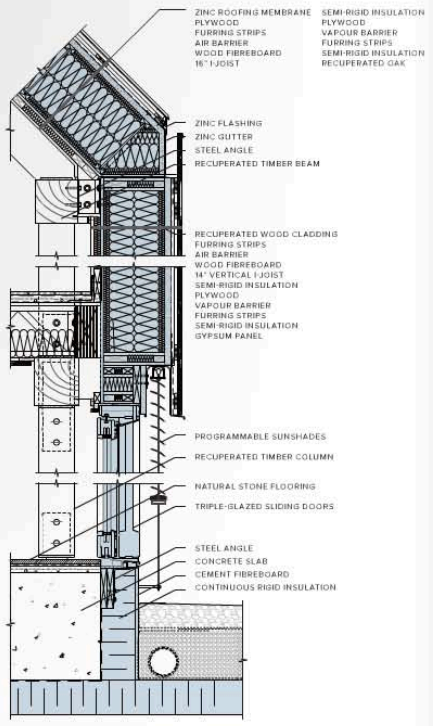 ZINC ROOFING MEMBRANE
PLYWOOD
FURRING STRIPS
AIR BARRIER
WOOD FIBREBOARD
16" I-JOIST
SEMI-RIGID INSULATION
PLYWOOD
VAPOUR BARRIER
FURRING STRIPS
SEMI-RIGID INSULATION
RECUPERATED OAK
ZINC FLASHING
ZINC GUTTER
STEEL ANGLE
RECUPERATED TIMBER BEAM
RECUPERATED WOOD CLADDING
FURRING STRIPS
AIR BARRIER
WOOD FIBREBOARD
14" VERTICAL I-JOIST
SEMI-RIGID INSULATION
PLYWOOD
VAPOUR BARRIER
FURRING STRIPS
SEMI-RIGID INSULATION
GYPSUM PANEL
PROGRAMMABLE SUNSHADES
RECUPERATED TIMBER COLUMN
NATURAL STONE FLOORING
TRIPLE-GLAZED SLIDING DOORS
STEEL ANGLE
CONCRETE SLAB
CEMENT FIBREBOARD
CONTINUOUS RIGID INSULATION